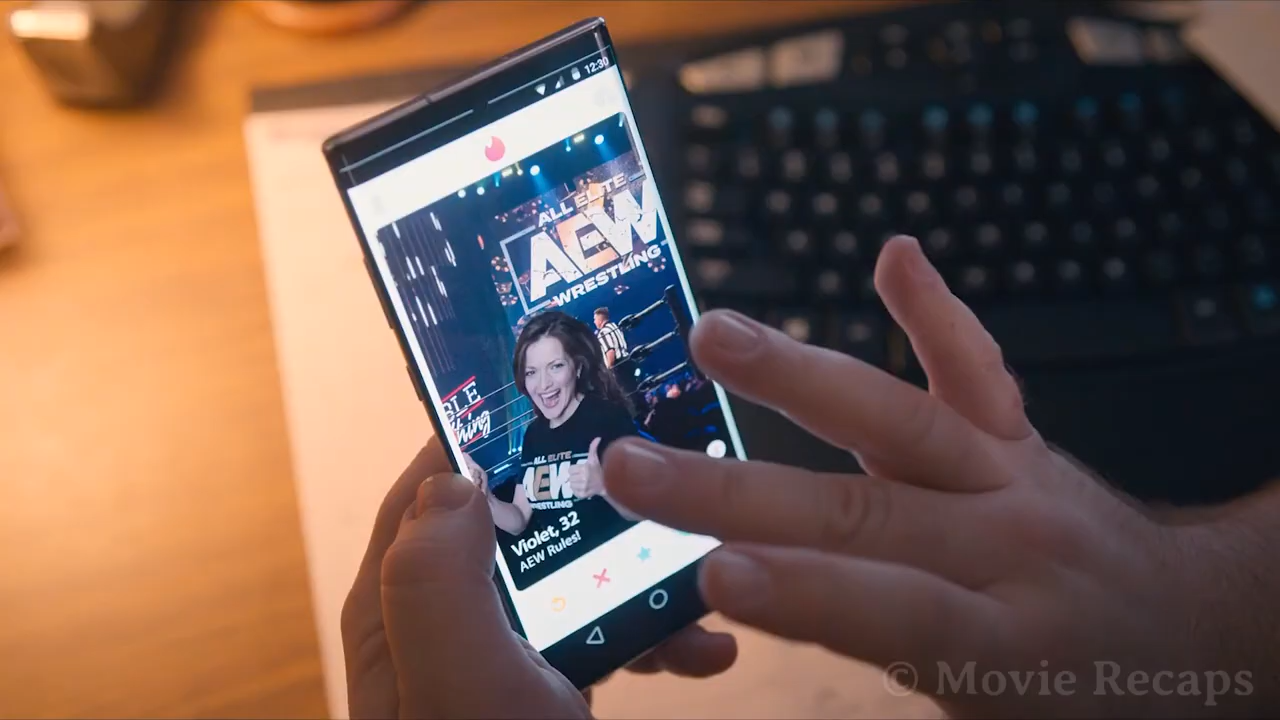 12:30
ALL ELITE
AEW
WRESTLING
ALL ELITE
AEW
WRESTLING
Violet, 32
AEW Rules!
© Movie Recaps